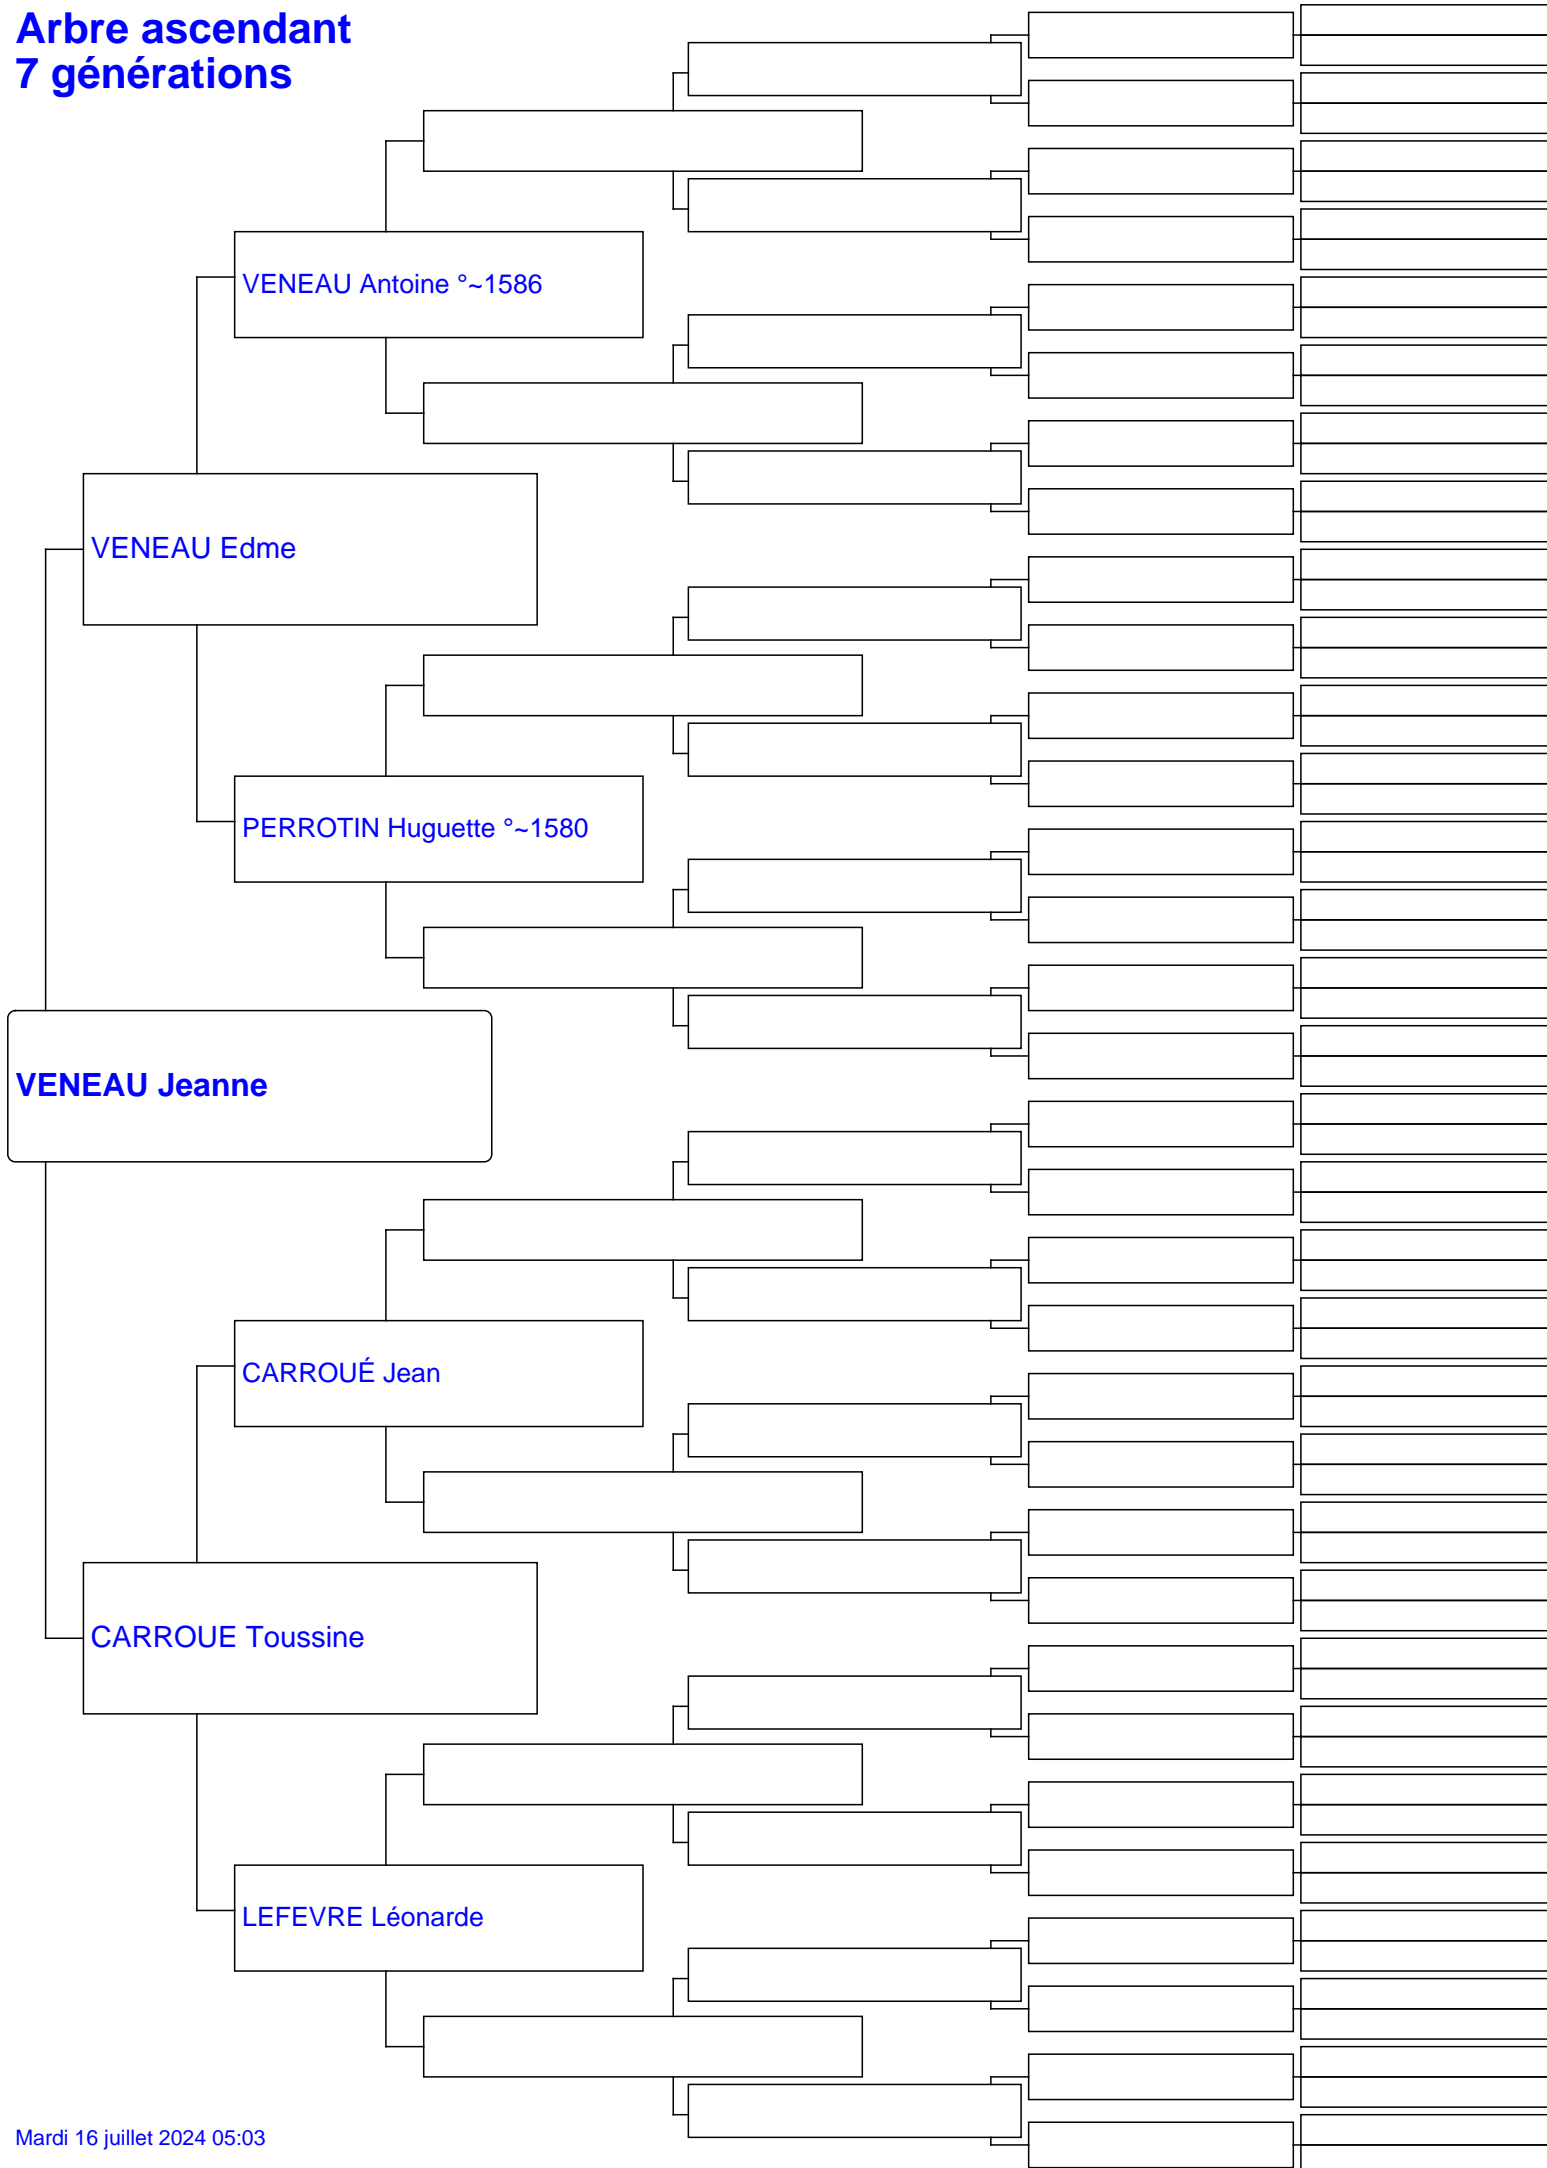 Arbre ascendant
7 générations
VENEAU Antoine °~1586
VENEAU Edme
PERROTIN Huguette °~1580
VENEAU Jeanne
CARROUÉ Jean
CARROUE Toussine
LEFEVRE Léonarde
Mardi 16 juillet 2024 05:03